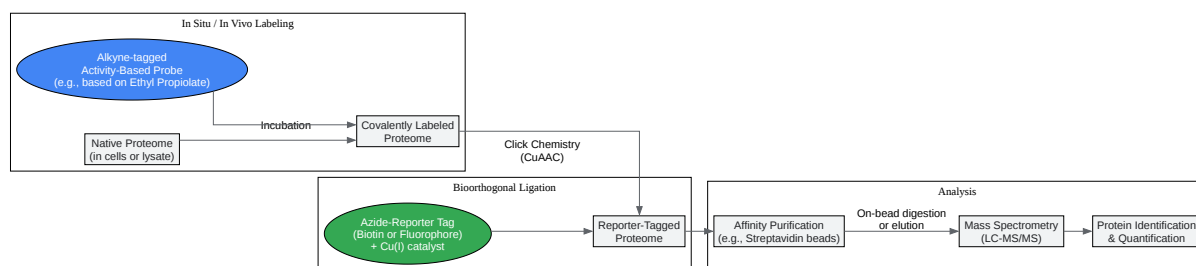 In Situ / In Vivo Labeling
Alkyne-tagged
Activity-Based Probe
(e.g., based on Ethyl Propiolate)
Incubation
Native Proteome
(in cells or lysate)
Covalently Labeled
Proteome
Click Chemistry
(CuAAC)
Bioorthogonal Ligation
Azide-Reporter Tag
(Biotin or Fluorophore)
+ Cu(I) catalyst
Reporter-Tagged
Proteome
Analysis
Affinity Purification
(e.g., Streptavidin beads)
On-bead digestion
or elution
Mass Spectrometry
(LC-MS/MS)
Protein Identification
& Quantification